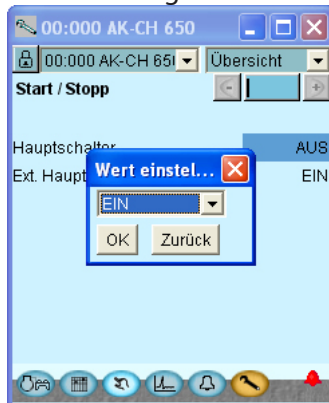 00:000 AK-CH 650
00:000 AK-CH 65 Übersicht
Start / Stopp
Hauptschalter AUS
Ext. Haupt EIN
Wert einstel...
EIN
OK Zurück